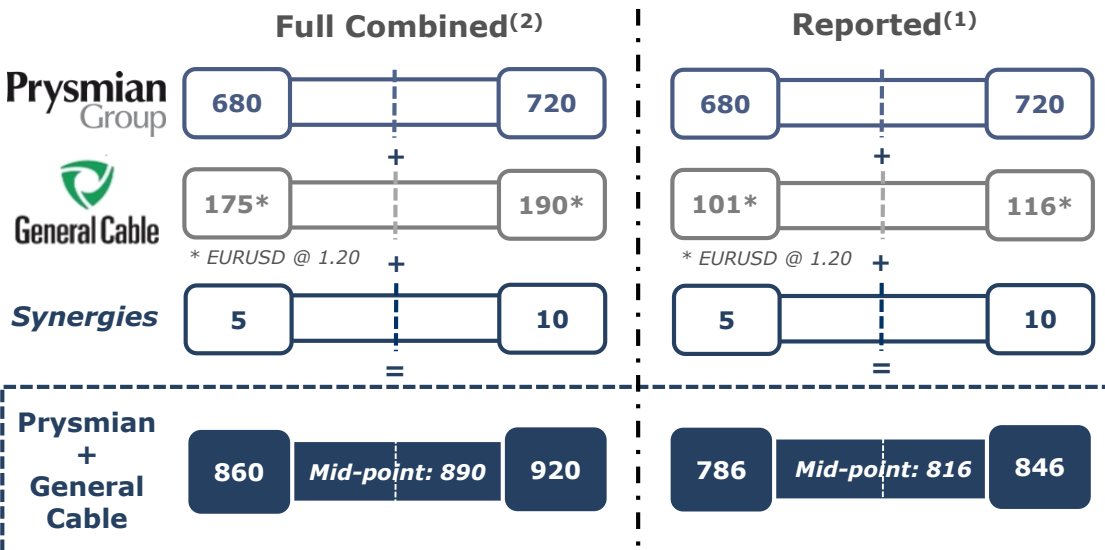 Full Combined(2)
Reported(1)
Prysmian
Group
680
720
680
720
+
+
General Cable
175*
190*
101*
116*
* EURUSD @ 1.20
+
* EURUSD @ 1.20
+
Synergies
5
10
5
10
=
=
Prysmian
+
General
Cable
860
Mid-point: 890
920
786
Mid-point: 816
846